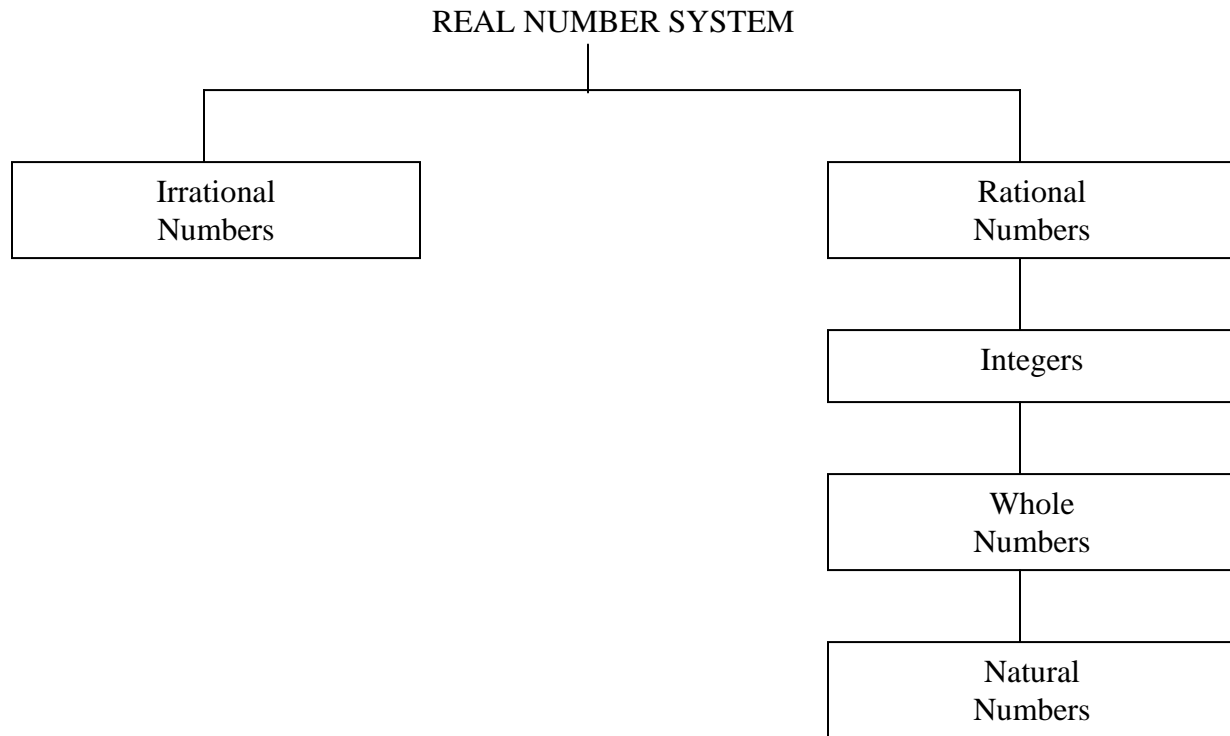 REAL NUMBER SYSTEM
Irrational
Numbers
Rational
Numbers
Integers
Whole
Numbers
Natural
Numbers